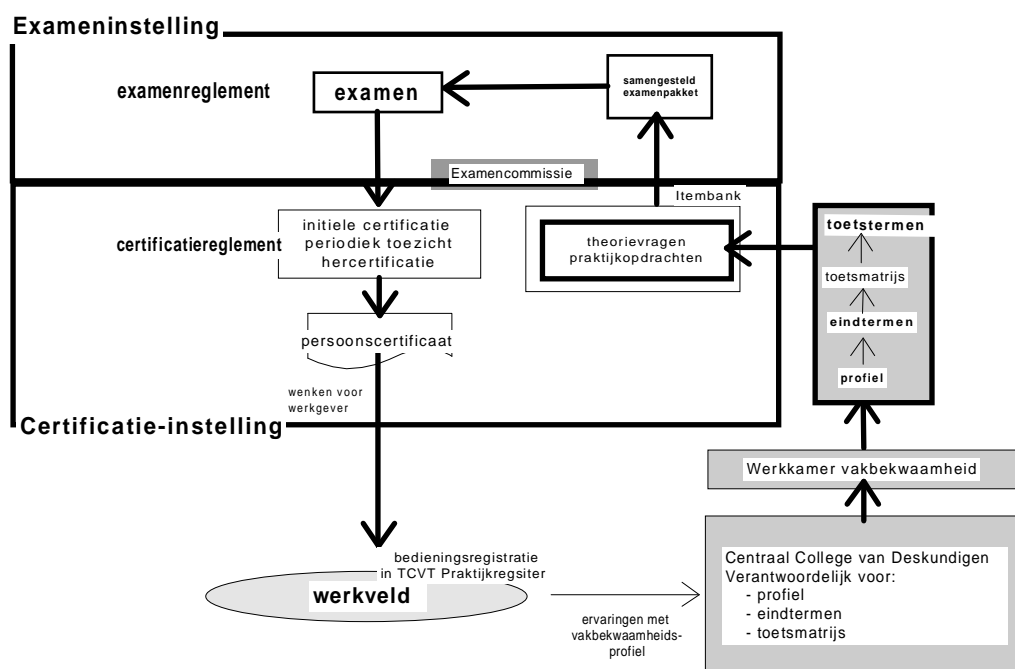 Exameninstelling
examenreglement
examen
samengesteld
examenpakket
Examencommissie
Itembank
certificatiereglement
initiele certificatie
periodiek toezicht
hercertificatie
theorievragen
praktijkopdrachten
toetstermen
toetsmatrijs
eindtermen
profiel
persoonscertificaat
wenken voor
werkgever
Certificatie-instelling
Werkkamer vakbekwaamheid
bedieningsregistratie
in TCVT Praktijkregsiter
werkveld
ervaringen met
vakbekwaamheids-
profiel
Centraal College van Deskundigen
Verantwoordelijk voor:
- profiel
- eindtermen
- toetsmatrijs